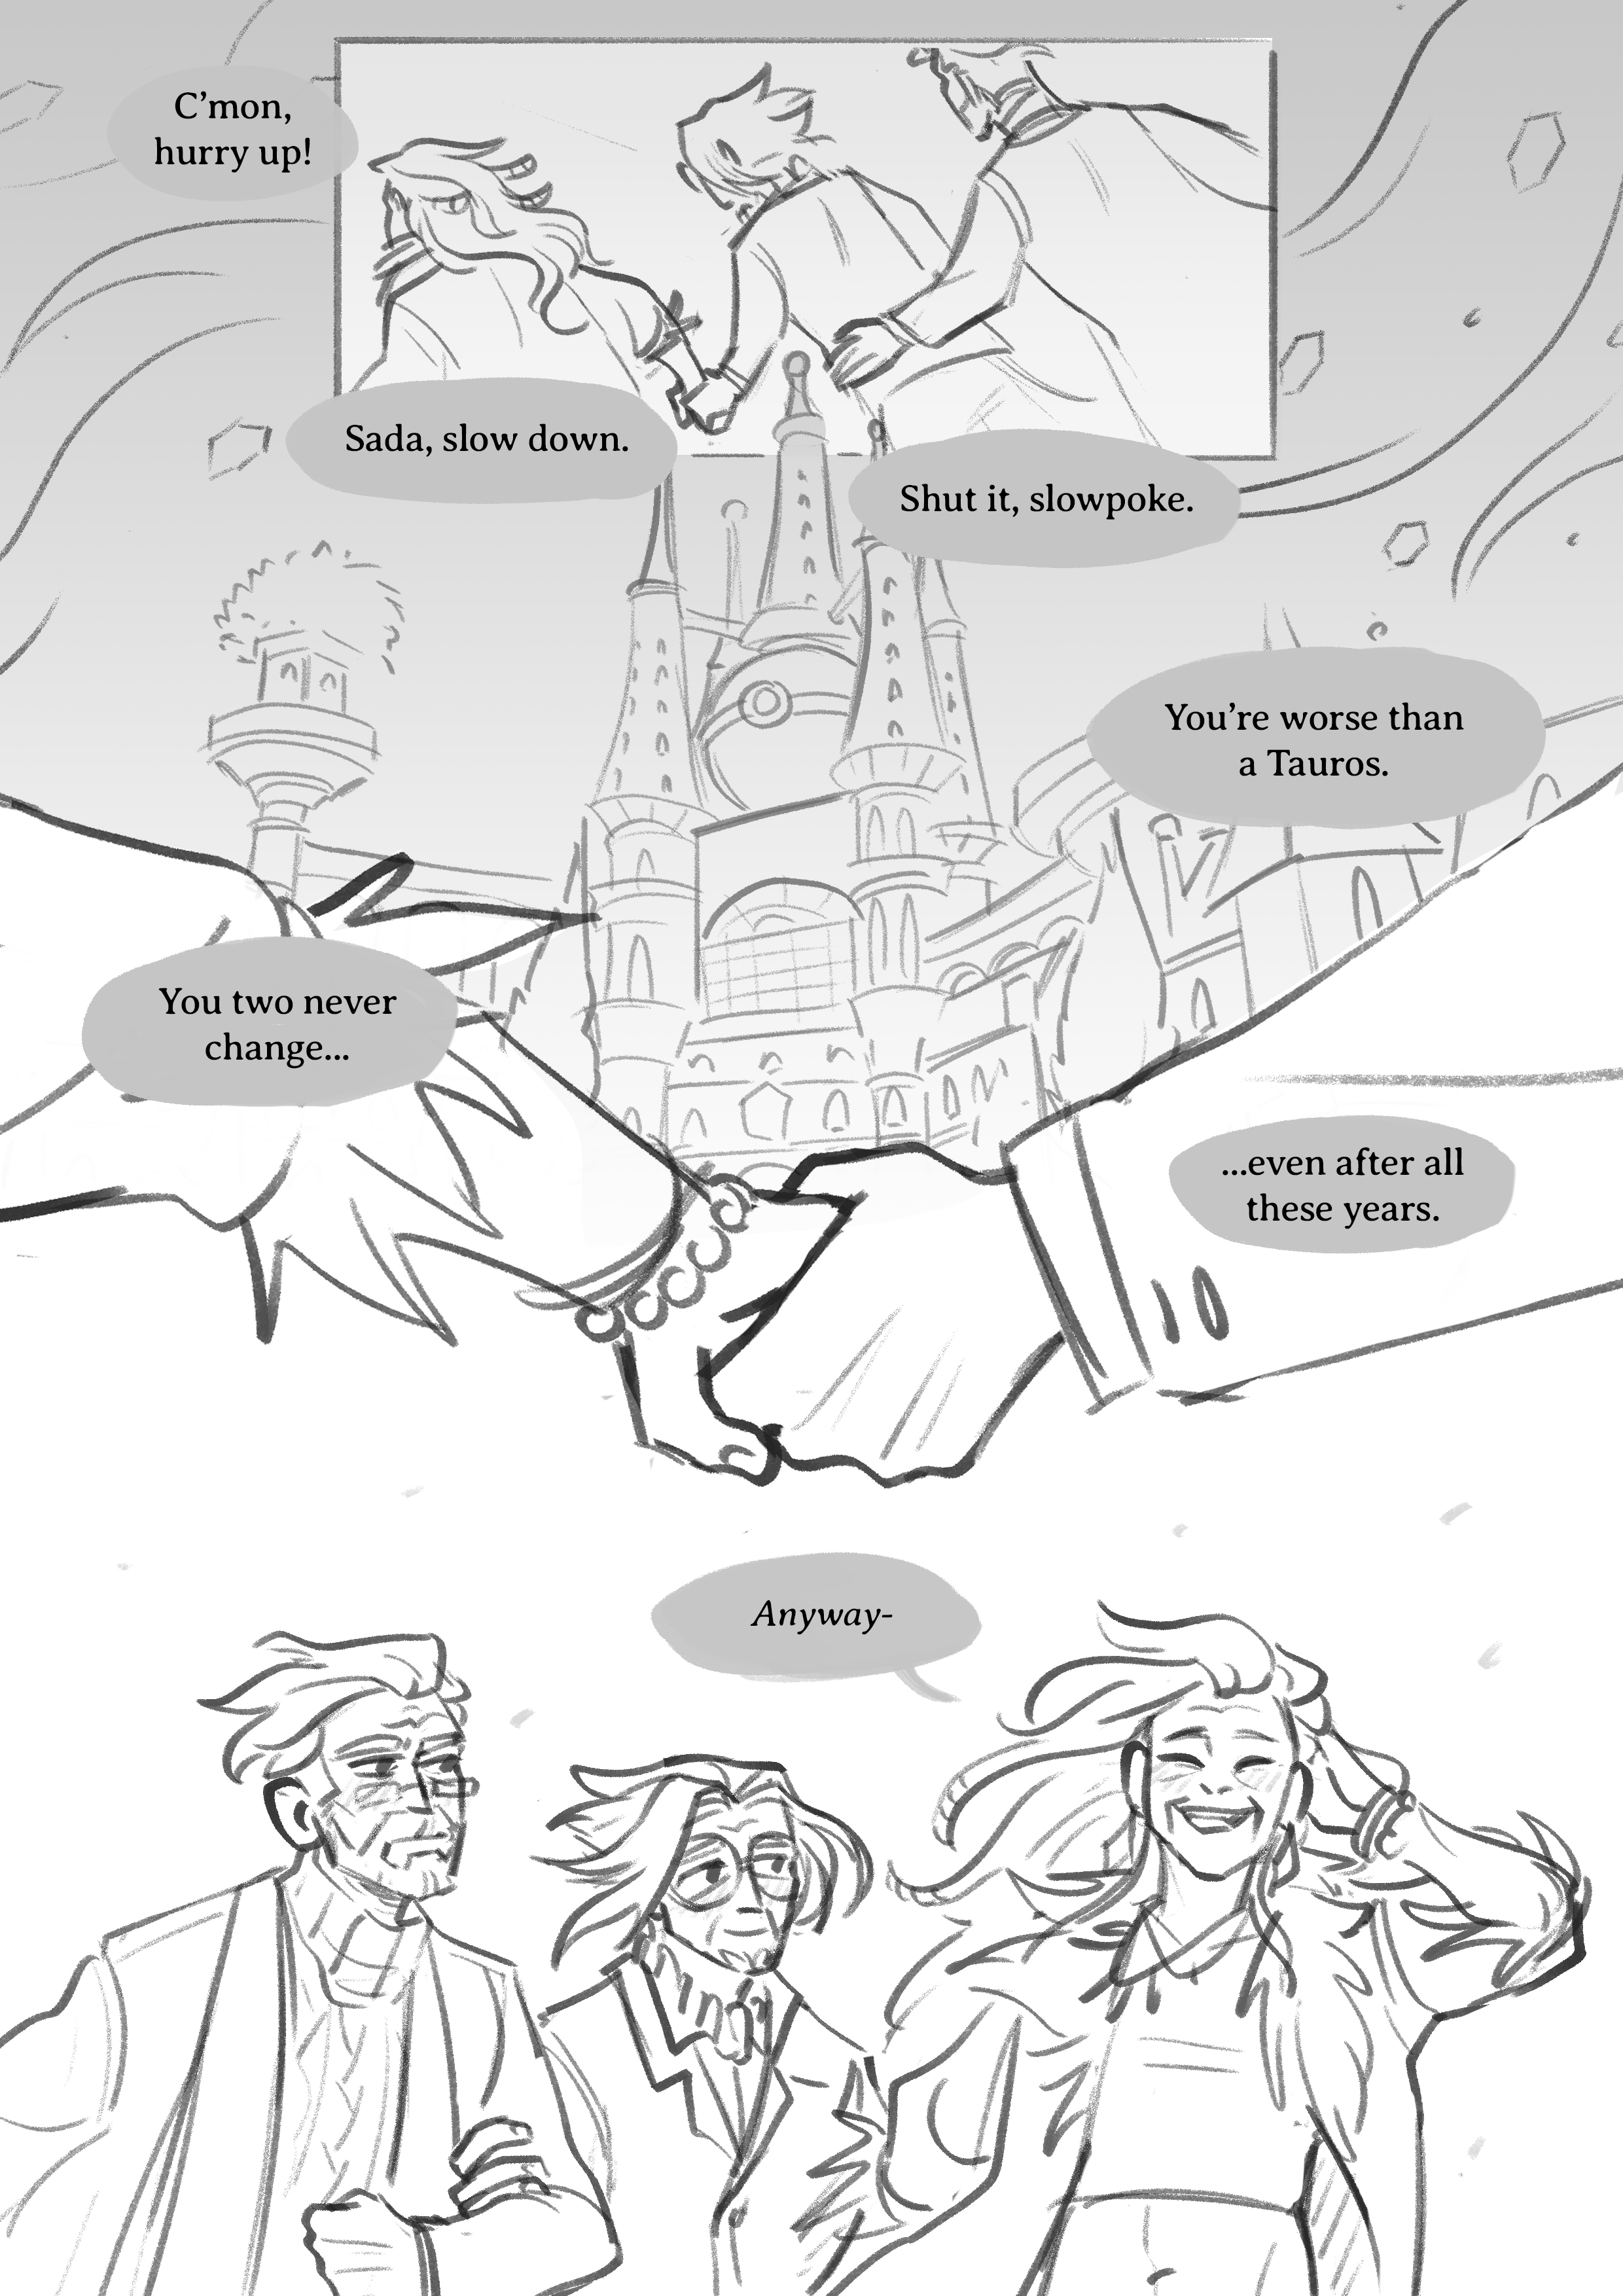 C’mon,
hurry up!
Sada, slow down.
Shut it, slowpoke.
You’re worse than
a Tauros.
You two never
change...
...even after all
these years.
Anyway-